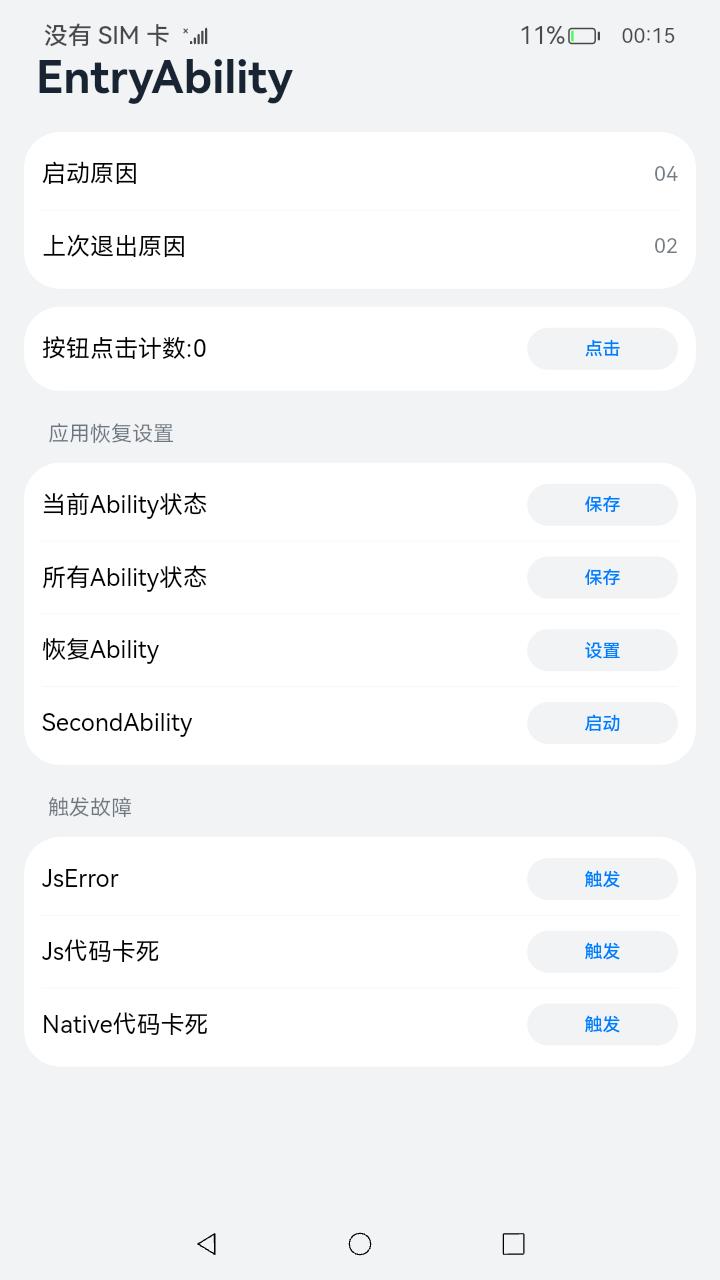 没有 SIM 卡 11% 00:15
EntryAbility
启动原因 04
上次退出原因 02
按钮点击计数:0 点击
应用恢复设置
当前Ability状态 保存
所有Ability状态 保存
恢复Ability 设置
SecondAbility 启动
触发故障
JsError 触发
Js代码卡死 触发
Native代码卡死 触发